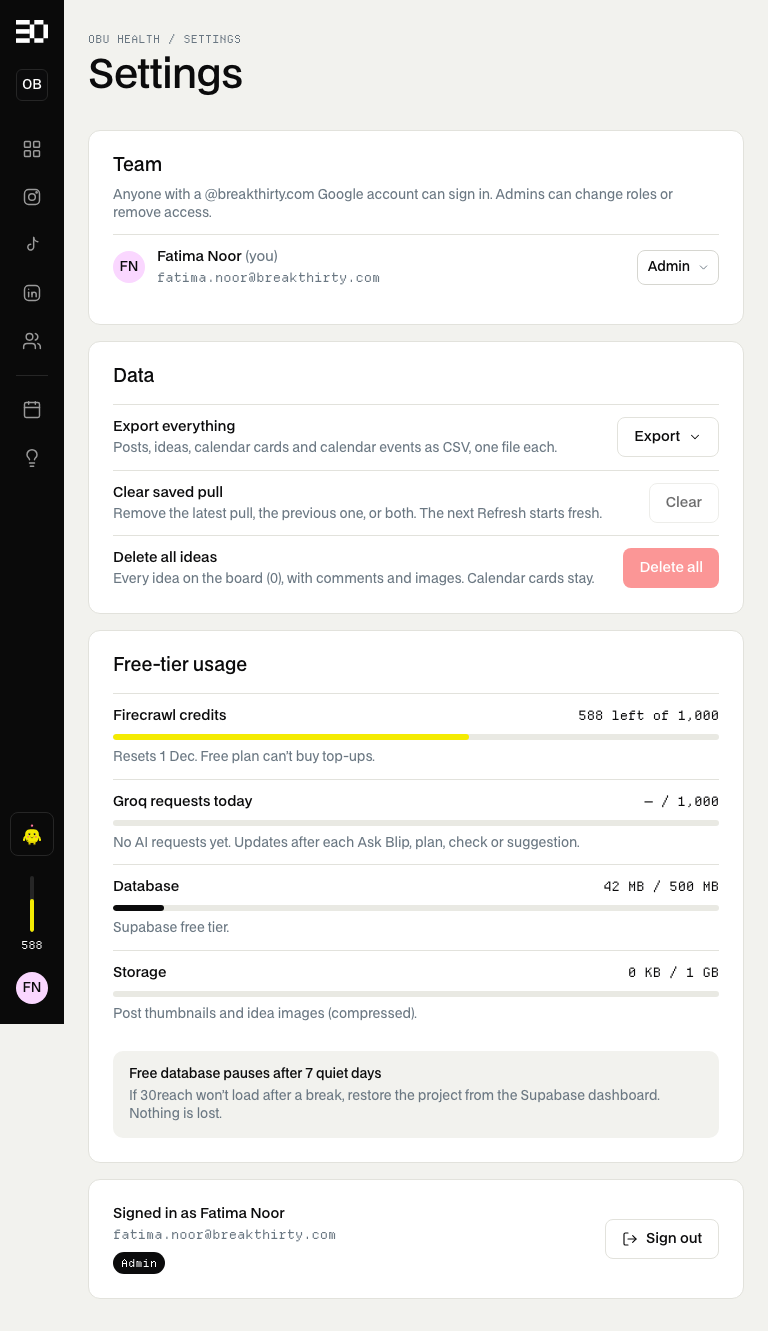 30
OBU HEALTH / SETTINGS
Settings
OB
Team
Anyone with a @breakthirty.com Google account can sign in. Admins can change roles or
remove access.
FN
Fatima Noor (you)
fatima.noor@breakthirty.com
Admin
Data
Export everything
Posts, ideas, calendar cards and calendar events as CSV, one file each.
Export
Clear saved pull
Remove the latest pull, the previous one, or both. The next Refresh starts fresh.
Clear
Delete all ideas
Every idea on the board (0), with comments and images. Calendar cards stay.
Delete all
Free-tier usage
Firecrawl credits
588 left of 1,000
Resets 1 Dec. Free plan can't buy top-ups.
Groq requests today
— / 1,000
No AI requests yet. Updates after each Ask Blip, plan, check or suggestion.
Database
42 MB / 500 MB
Supabase free tier.
Storage
0 KB / 1 GB
Post thumbnails and idea images (compressed).
588
FN
Free database pauses after 7 quiet days
If 30reach won't load after a break, restore the project from the Supabase dashboard.
Nothing is lost.
Signed in as Fatima Noor
fatima.noor@breakthirty.com
Admin
Sign out